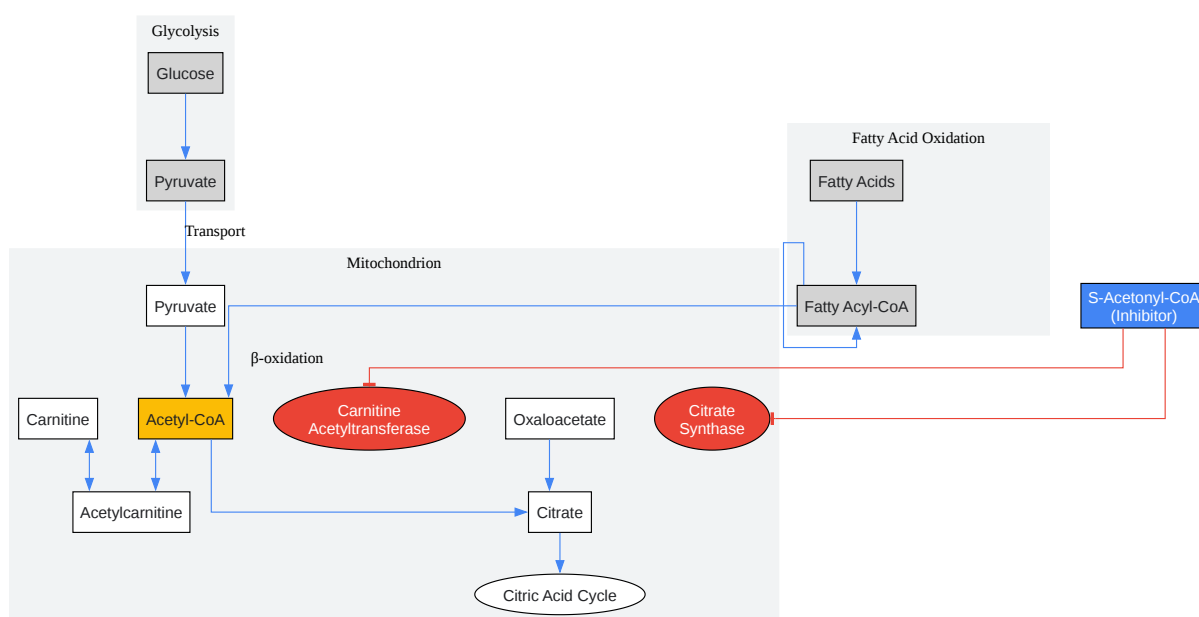 Glycolysis
Glucose
Pyruvate
Transport
Fatty Acid Oxidation
Fatty Acids
Fatty Acyl-CoA
Mitochondrion
Pyruvate
S-Acetonyl-CoA
(Inhibitor)
β-oxidation
Carnitine
Acetyl-CoA
Carnitine
Acetyltransferase
Oxaloacetate
Citrate
Synthase
Acetylcarnitine
Citrate
Citric Acid Cycle